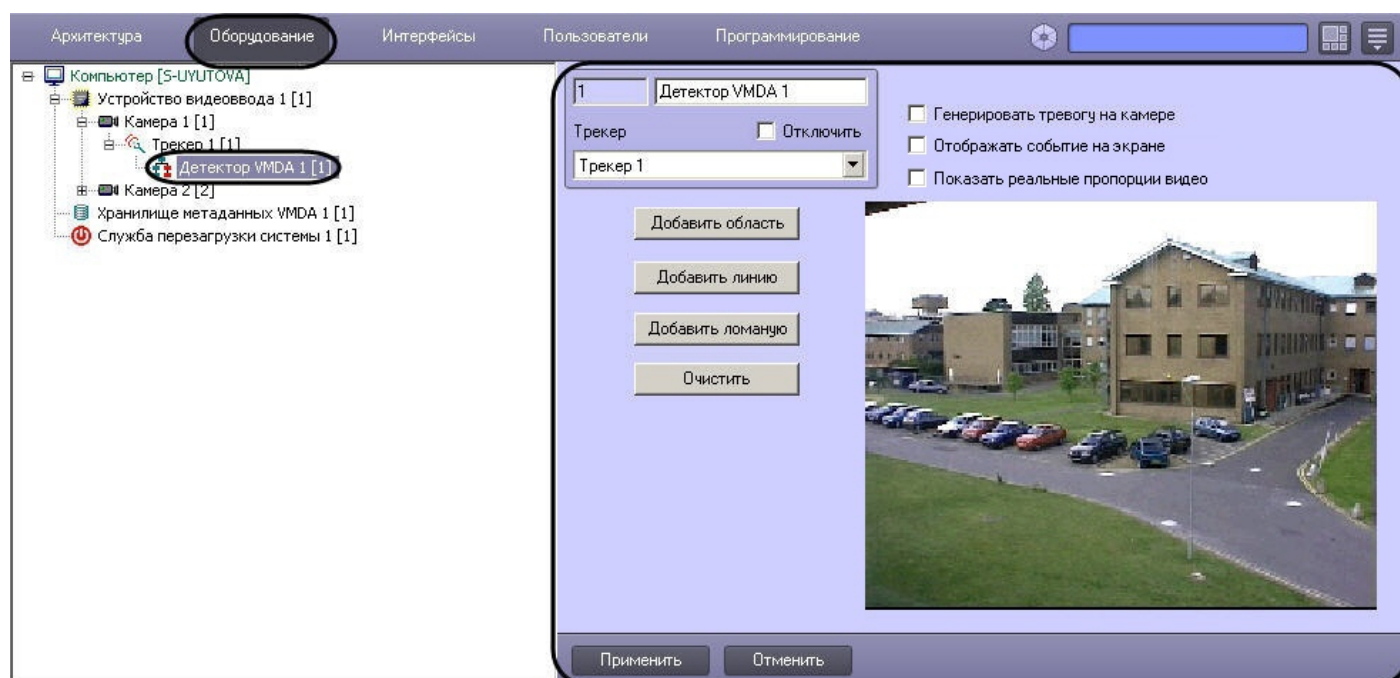 Архитектура Оборудование Интерфейсы Пользователи Программирование
Компьютер [S-UYUTOVA]
Устройство видеоввода 1 [1]
Камера 1 [1]
Трекер 1 [1]
Детектор VMDA 1 [1]
Камера 2 [2]
Хранилище метаданных VMDA 1 [1]
Служба перезагрузки системы 1 [1]
1 Детектор VMDA 1
Трекер Отключить
Трекер 1
Генерировать тревогу на камере
Отображать событие на экране
Показать реальные пропорции видео
Добавить область
Добавить линию
Добавить ломаную
Очистить
Применить Отменить